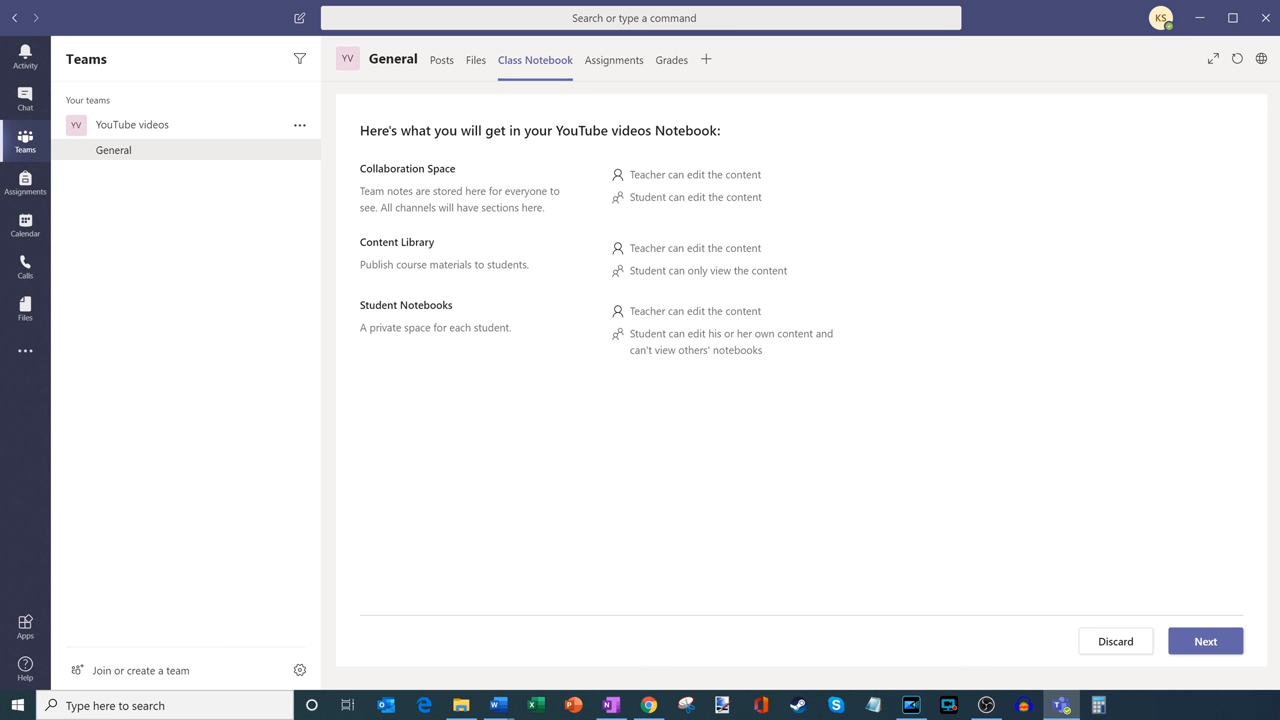 Search or type a command
KS
Activity
Chat
Teams
Assignments
Calendar
Calls
Files
Apps
Help
Teams
Your teams
YV YouTube videos
General
Join or create a team
YV General Posts Files Class Notebook Assignments Grades
Here's what you will get in your YouTube videos Notebook:
Collaboration Space
Team notes are stored here for everyone to
see. All channels will have sections here.
Teacher can edit the content
Student can edit the content
Content Library
Publish course materials to students.
Teacher can edit the content
Student can only view the content
Student Notebooks
A private space for each student.
Teacher can edit the content
Student can edit his or her own content and
can't view others' notebooks
Discard
Next
Type here to search